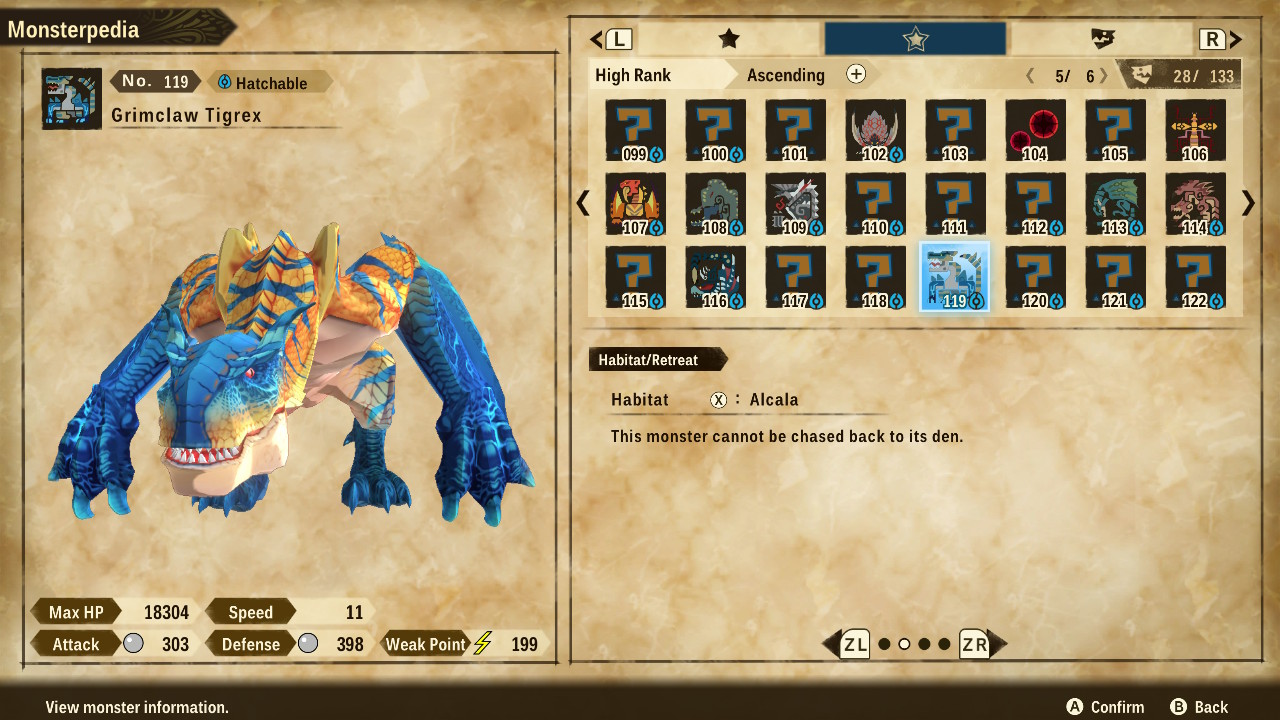 Monsterpedia
No. 119 Hatchable
Grimclaw Tigrex
Max HP 18304 Speed 11
Attack 303 Defense 398 Weak Point 199
L R
High Rank Ascending + 5/ 6 28/ 133
? ? ? ? ?
099 100 101 102 103 104 105 106
? ? ?
107 108 109 110 111 112 113 114
? ? ? ? ? ?
115 116 117 118 119 120 121 122
Habitat/Retreat
Habitat X : Alcala
This monster cannot be chased back to its den.
ZL ZR
View monster information. A Confirm B Back